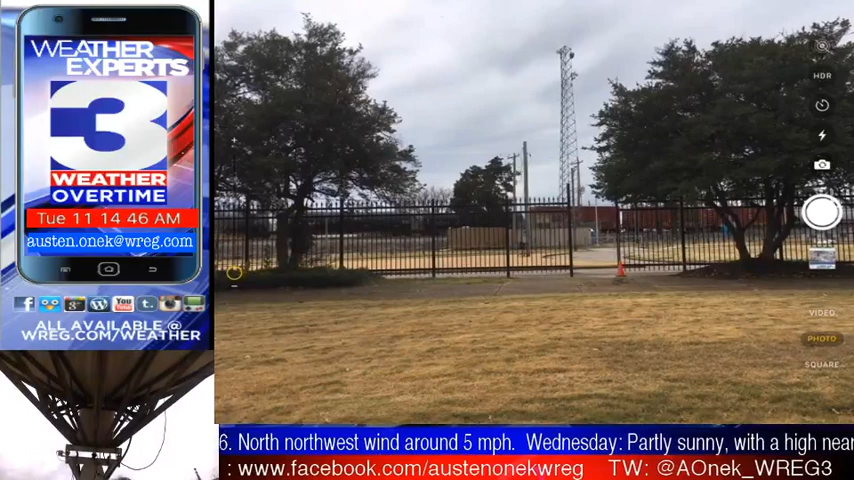 WEATHER
EXPERTS
3
WEATHER
OVERTIME
Tue 11 14 46 AM
austen.onek@wreg.com
f
g+
You
t.
ALL AVAILABLE @
WREG.COM/WEATHER
HDR
VIDEO
PHOTO
SQUARE
6. North northwest wind around 5 mph. Wednesday: Partly sunny, with a high near
: www.facebook.com/austenonekwreg TW: @AOnek_WREG3